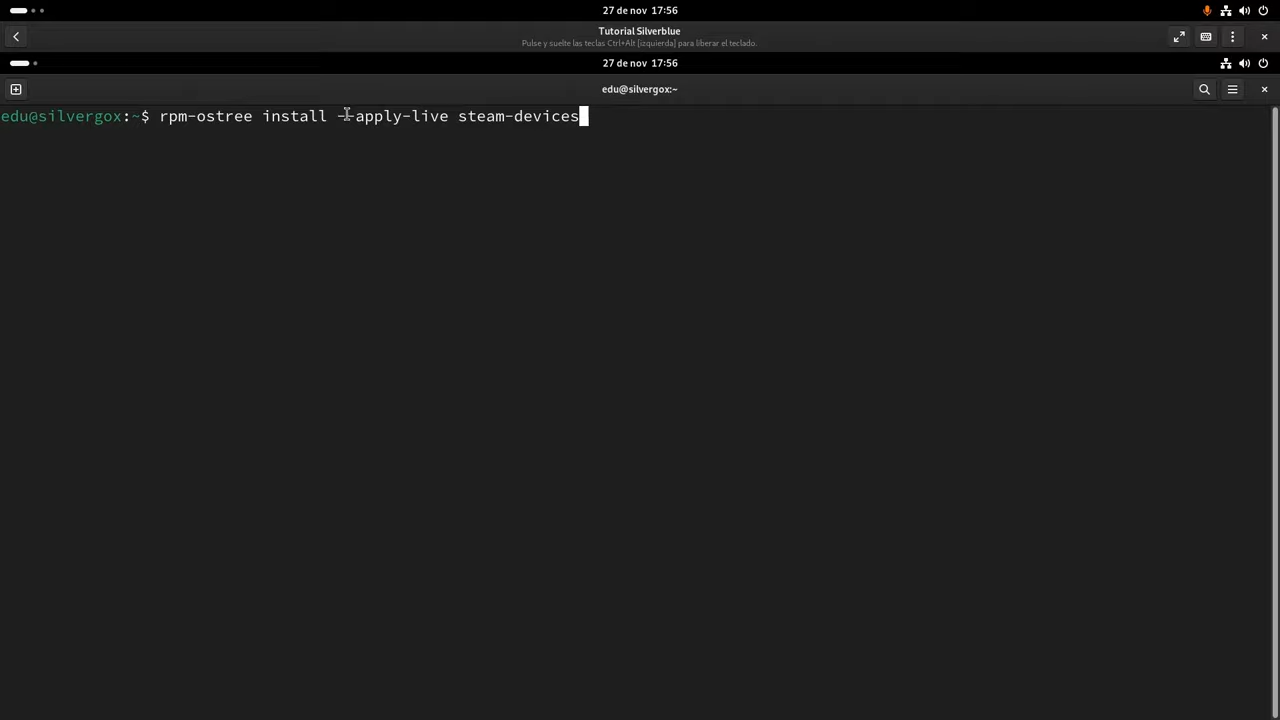 27 de nov 17:56
Tutorial Silverblue
Pulse y suelte las teclas Ctrl+Alt [izquierda] para liberar el teclado.
27 de nov 17:56
edu@silvergox:~
edu@silvergox:~$ rpm-ostree install --apply-live steam-devices